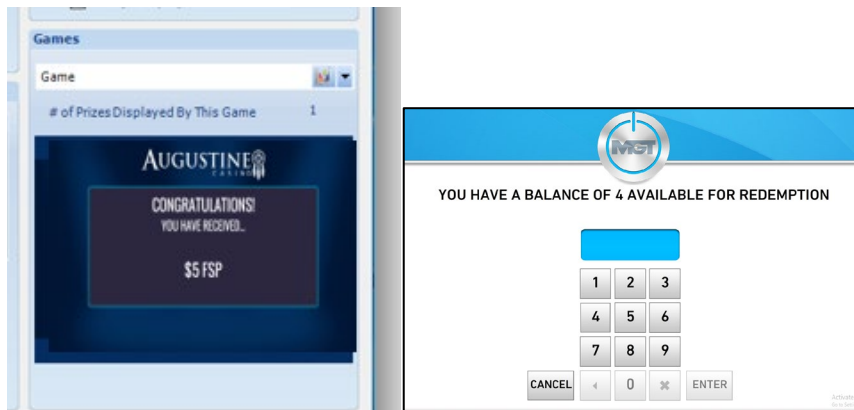 Games
Game
# of Prizes Displayed By This Game 1
AUGUSTINE
CASINO
CONGRATULATIONS!
YOU HAVE RECEIVED...
$5 FSP
MGT
YOU HAVE A BALANCE OF 4 AVAILABLE FOR REDEMPTION
1 2 3
4 5 6
7 8 9
CANCEL 0 ENTER
Activate